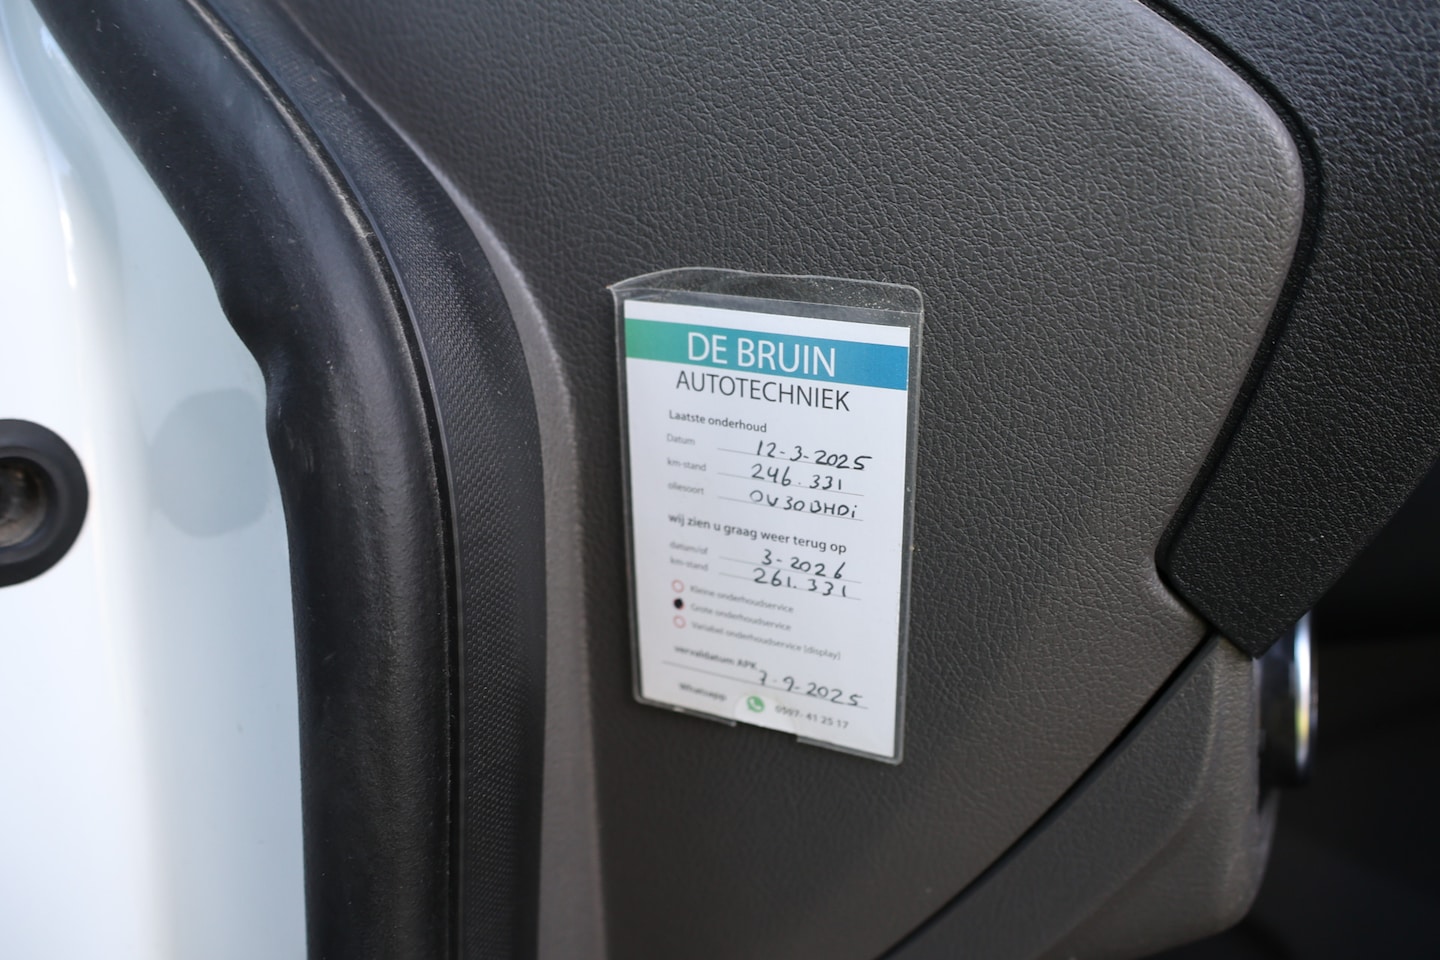 DE BRUIN
AUTOTECHNIEK
Laatste onderhoud
Datum 12-3-2025
km-stand 246.331
oliesoort OW30BHDi
wij zien u graag weer terug op
datum/of 3-2026
km-stand 261.331
Kleine onderhoudservice
Grote onderhoudservice
Variabel onderhoudservice [display]
vervaldatum APK 7-9-2025
Whatsapp 0597-41 25 17